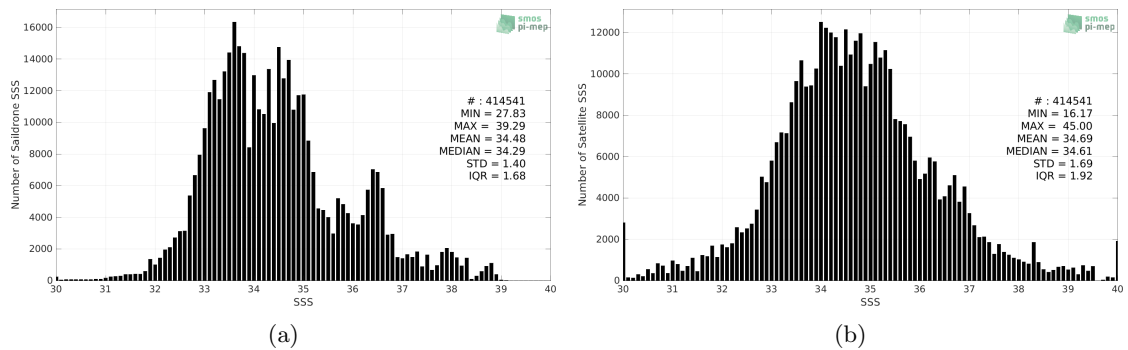 16000
14000
12000
10000
8000
6000
4000
2000
0
Number of Saildrone SSS
smos
pi-mep
# : 414541
MIN = 27.83
MAX = 39.29
MEAN = 34.48
MEDIAN = 34.29
STD = 1.40
IQR = 1.68
30 31 32 33 34 35 36 37 38 39 40
SSS
(a)
12000
10000
8000
6000
4000
2000
0
Number of Satellite SSS
smos
pi-mep
# : 414541
MIN = 16.17
MAX = 45.00
MEAN = 34.69
MEDIAN = 34.61
STD = 1.69
IQR = 1.92
30 31 32 33 34 35 36 37 38 39 40
SSS
(b)